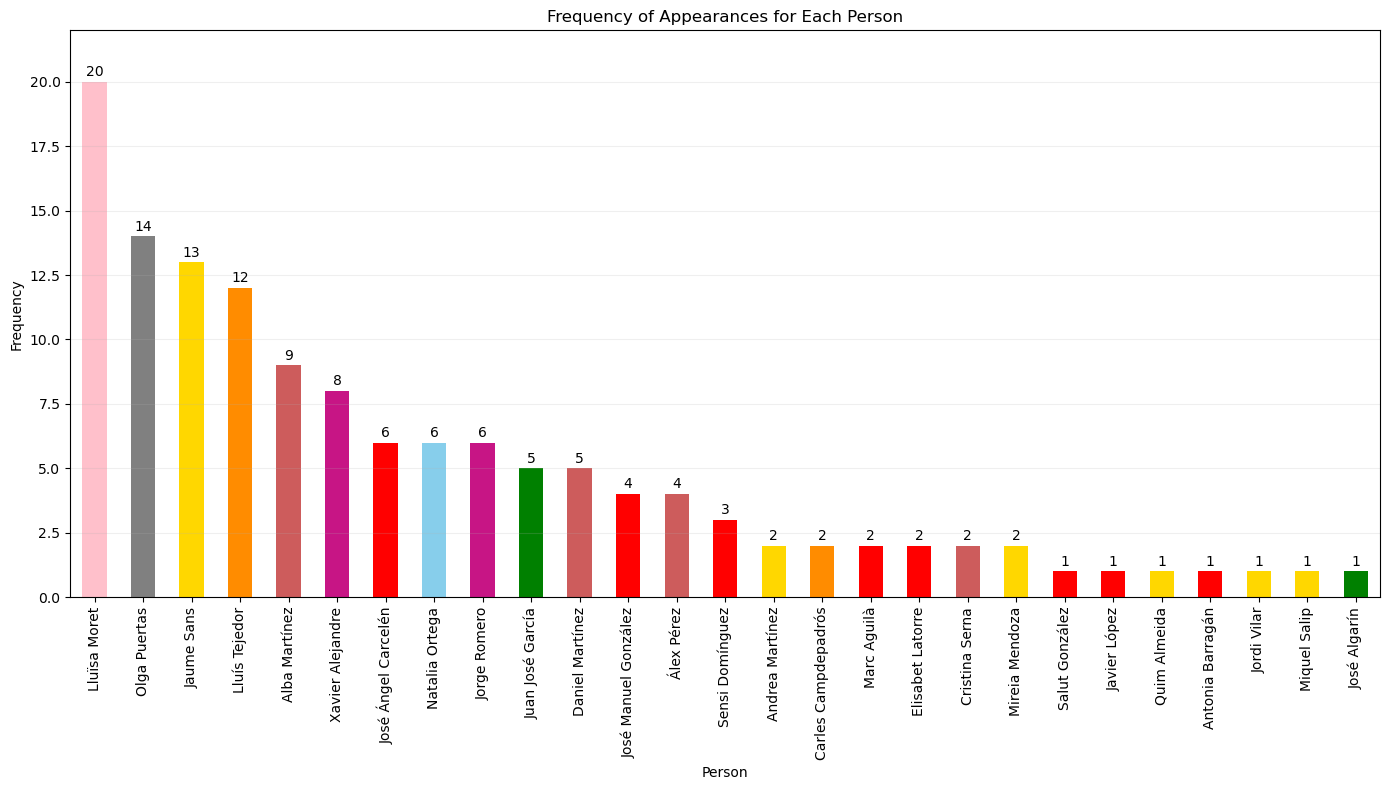 Frequency of Appearances for Each Person
Frequency
20.0
17.5
15.0
12.5
10.0
7.5
5.0
2.5
0.0
20
14
13
12
9
8
6
6
6
5
5
4
4
3
2
2
2
2
2
2
1
1
1
1
1
1
1
Lluïsa Moret
Olga Puertas
Jaume Sans
Lluís Tejedor
Alba Martínez
Xavier Alejandre
José Ángel Carcelén
Natalia Ortega
Jorge Romero
Juan José García
Daniel Martínez
José Manuel González
Álex Pérez
Sensi Domínguez
Andrea Martínez
Carles Campdepadrós
Marc Aguilà
Elisabet Latorre
Cristina Serna
Mireia Mendoza
Salut González
Javier López
Quim Almeida
Antonia Barragán
Jordi Vilar
Miquel Salip
José Algarín
Person